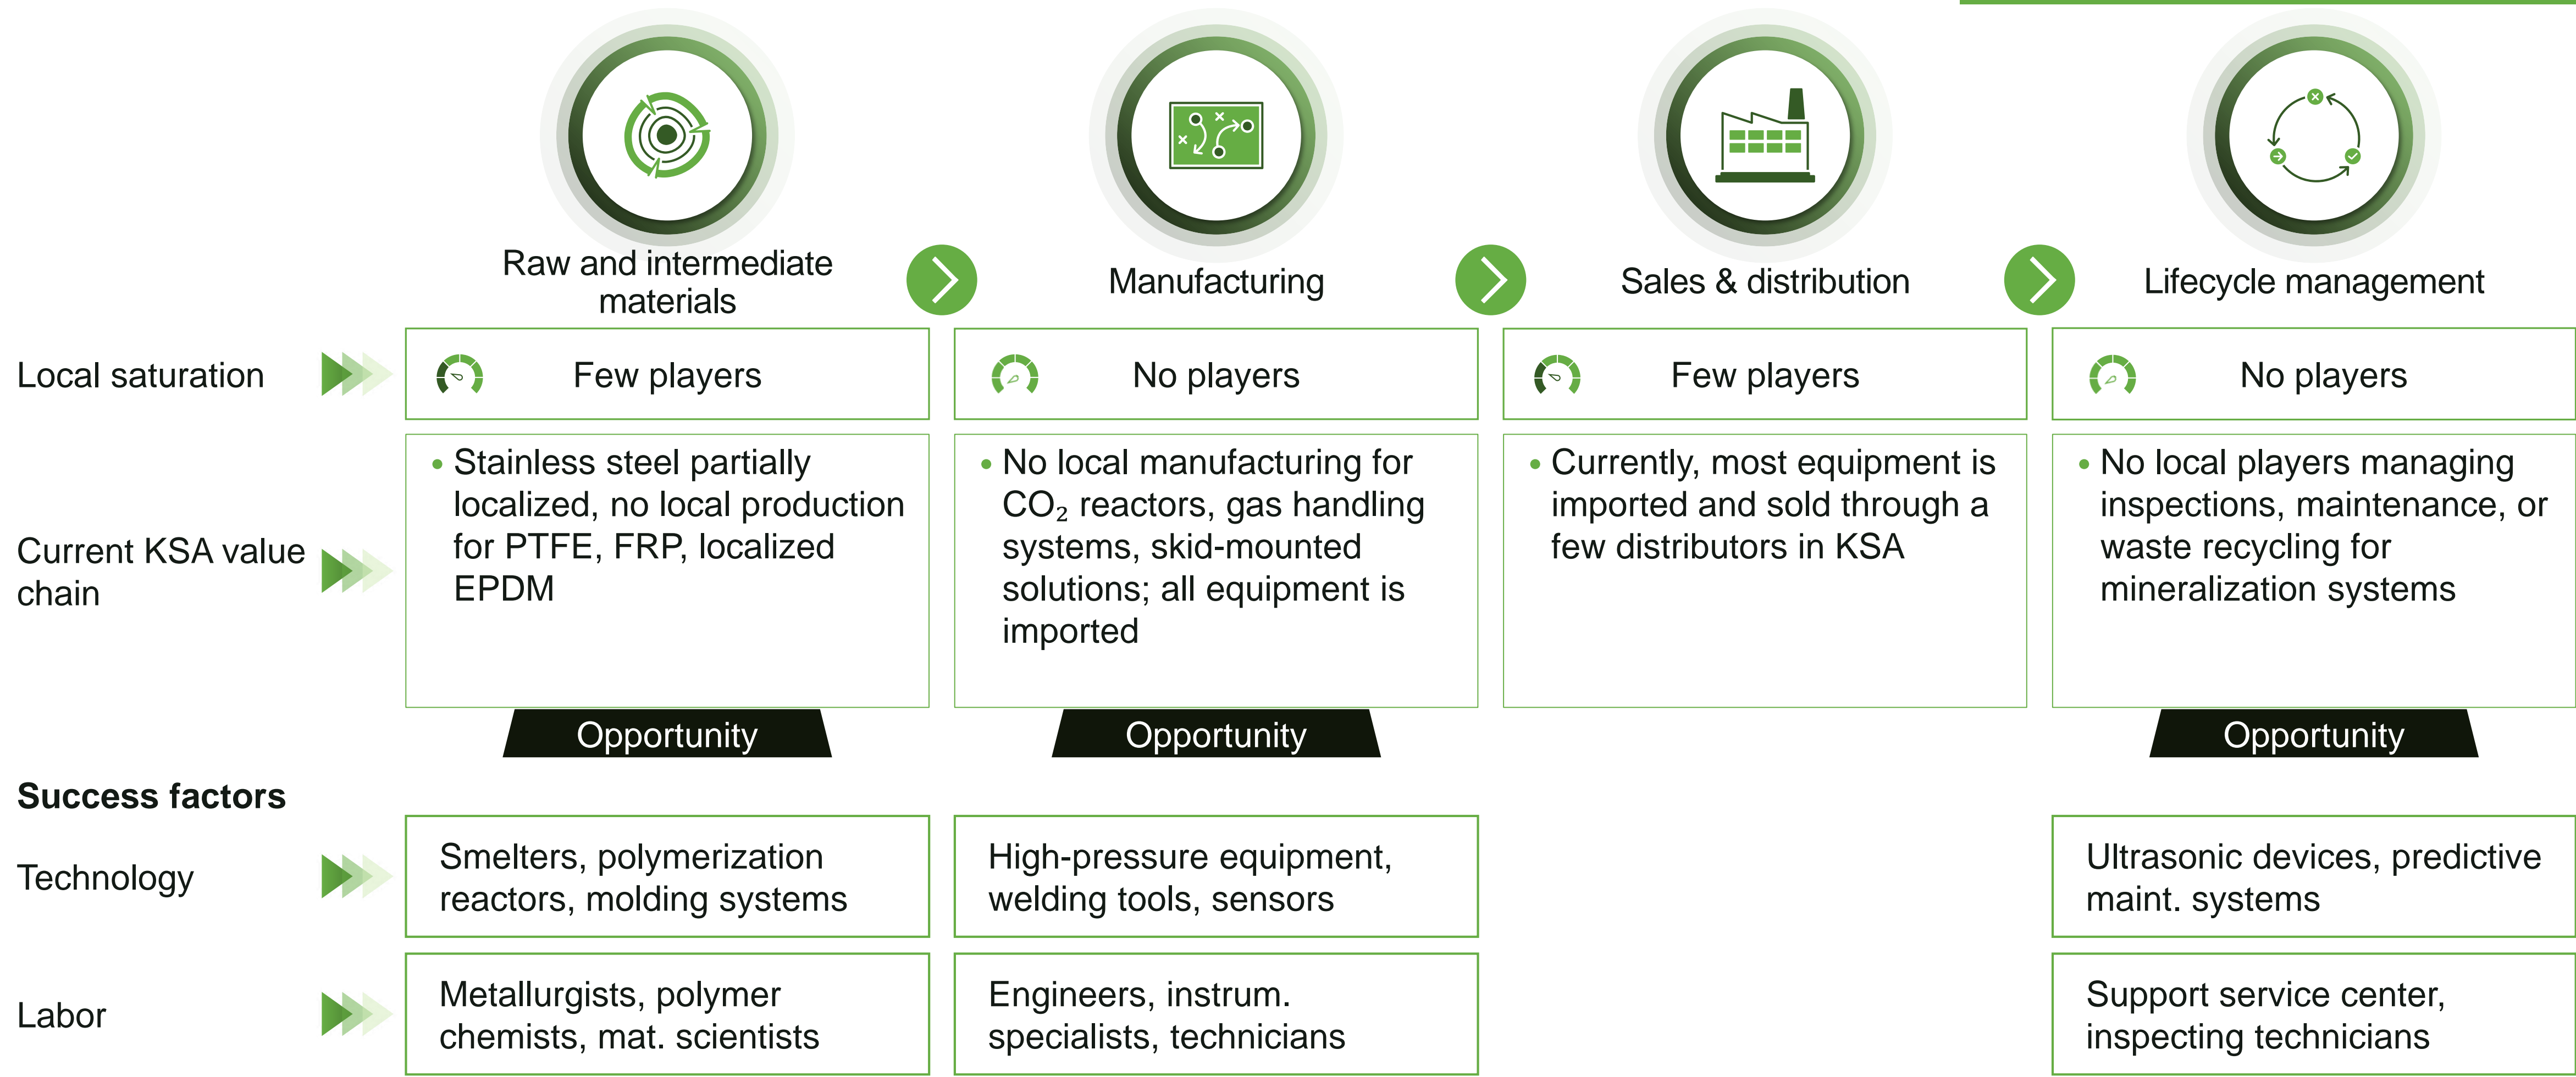 Raw and intermediate
materials
Manufacturing
Sales & distribution
Lifecycle management
Local saturation
Few players
No players
Few players
No players
Current KSA value
chain
• Stainless steel partially
localized, no local production
for PTFE, FRP, localized
EPDM
• No local manufacturing for
CO₂ reactors, gas handling
systems, skid-mounted
solutions; all equipment is
imported
• Currently, most equipment is
imported and sold through a
few distributors in KSA
• No local players managing
inspections, maintenance, or
waste recycling for
mineralization systems
Opportunity
Opportunity
Opportunity
Success factors
Technology
Smelters, polymerization
reactors, molding systems
High-pressure equipment,
welding tools, sensors
Ultrasonic devices, predictive
maint. systems
Labor
Metallurgists, polymer
chemists, mat. scientists
Engineers, instrum.
specialists, technicians
Support service center,
inspecting technicians